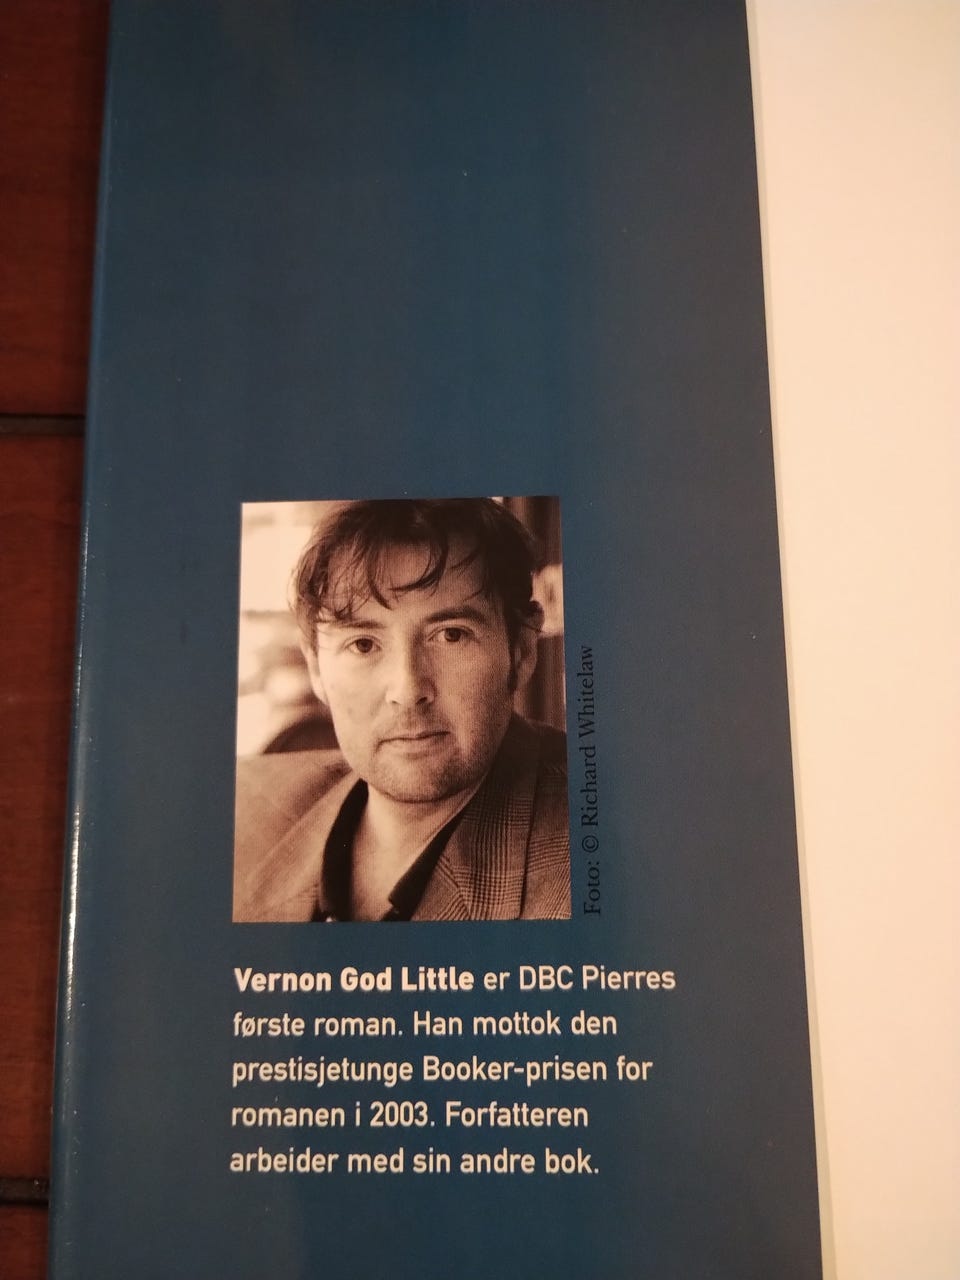 Foto: © Richard Whitelaw
Vernon God Little er DBC Pierres
første roman. Han mottok den
prestisjetunge Booker-prisen for
romanen i 2003. Forfatteren
arbeider med sin andre bok.